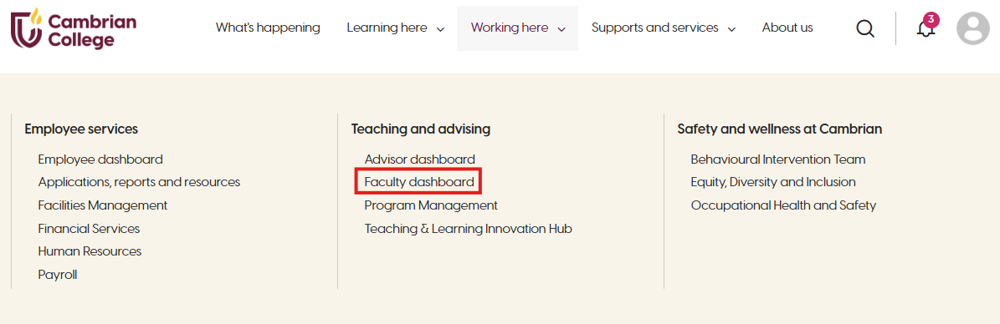 Cambrian
College
What's happening
Learning here
Working here
Supports and services
About us
3
Employee services
Employee dashboard
Applications, reports and resources
Facilities Management
Financial Services
Human Resources
Payroll
Teaching and advising
Advisor dashboard
Faculty dashboard
Program Management
Teaching & Learning Innovation Hub
Safety and wellness at Cambrian
Behavioural Intervention Team
Equity, Diversity and Inclusion
Occupational Health and Safety